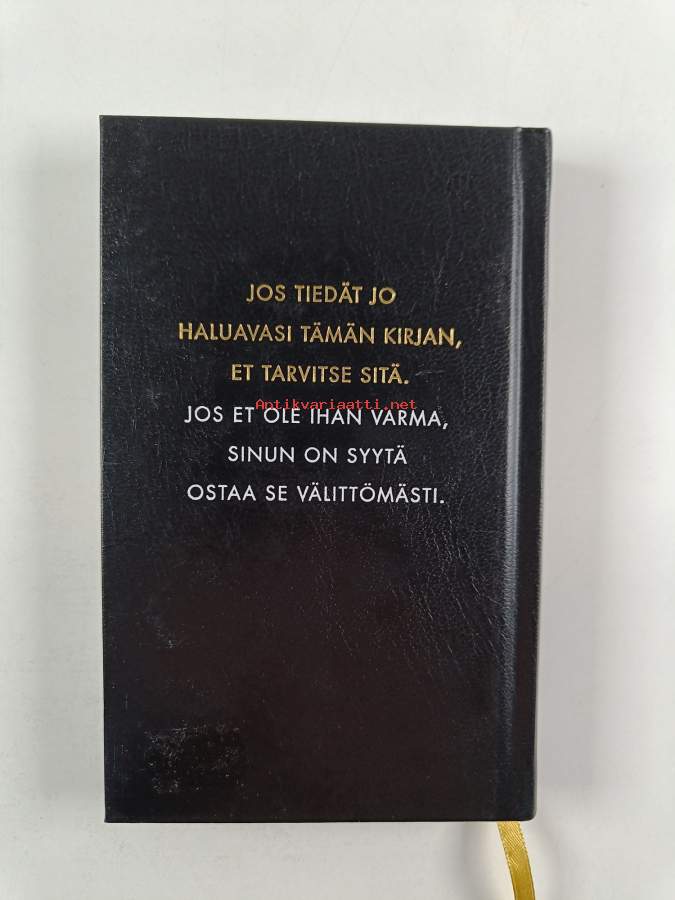 JOS TIEDÄT JO
HALUAVASI TÄMÄN KIRJAN,
ET TARVITSE SITÄ.
Antikvariaatti.net
JOS ET OLE IHAN VARMA,
SINUN ON SYYTÄ
OSTAA SE VÄLITTÖMÄSTI.